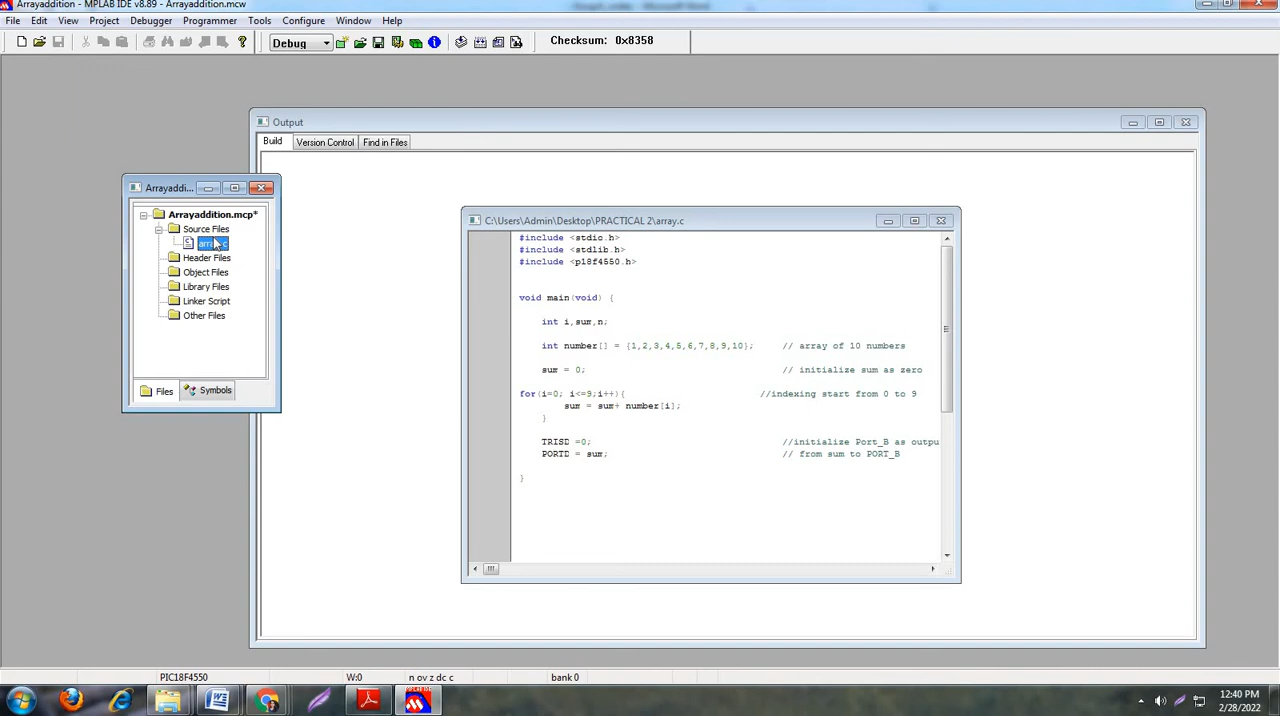 Arrayaddition - MPLAB IDE v8.89 - Arrayaddition.mcw
File Edit View Project Debugger Programmer Tools Configure Window Help
Debug
Checksum: 0x8358
Output
Build Version Control Find in Files
Arrayaddi...
Arrayaddition.mcp*
Source Files
Header Files
Object Files
Library Files
Linker Script
Other Files
Files Symbols
C:\Users\Admin\Desktop\PRACTICAL 2\array.c
#include <stdio.h>
#include <stdlib.h>
#include <p18f4550.h>
void main(void) {
int i,sum,n;
int number[] = {1,2,3,4,5,6,7,8,9,10}; // array of 10 numbers
sum = 0; // initialize sum as zero
for(i=0; i<=9;i++){ //indexing start from 0 to 9
sum = sum+ number[i];
}
TRISD =0; //initialize Port_B as outpu
PORTD = sum; // from sum to PORT_B
}
PIC18F4550 W:0 n ov z dc c bank 0
12:40 PM
2/28/2022